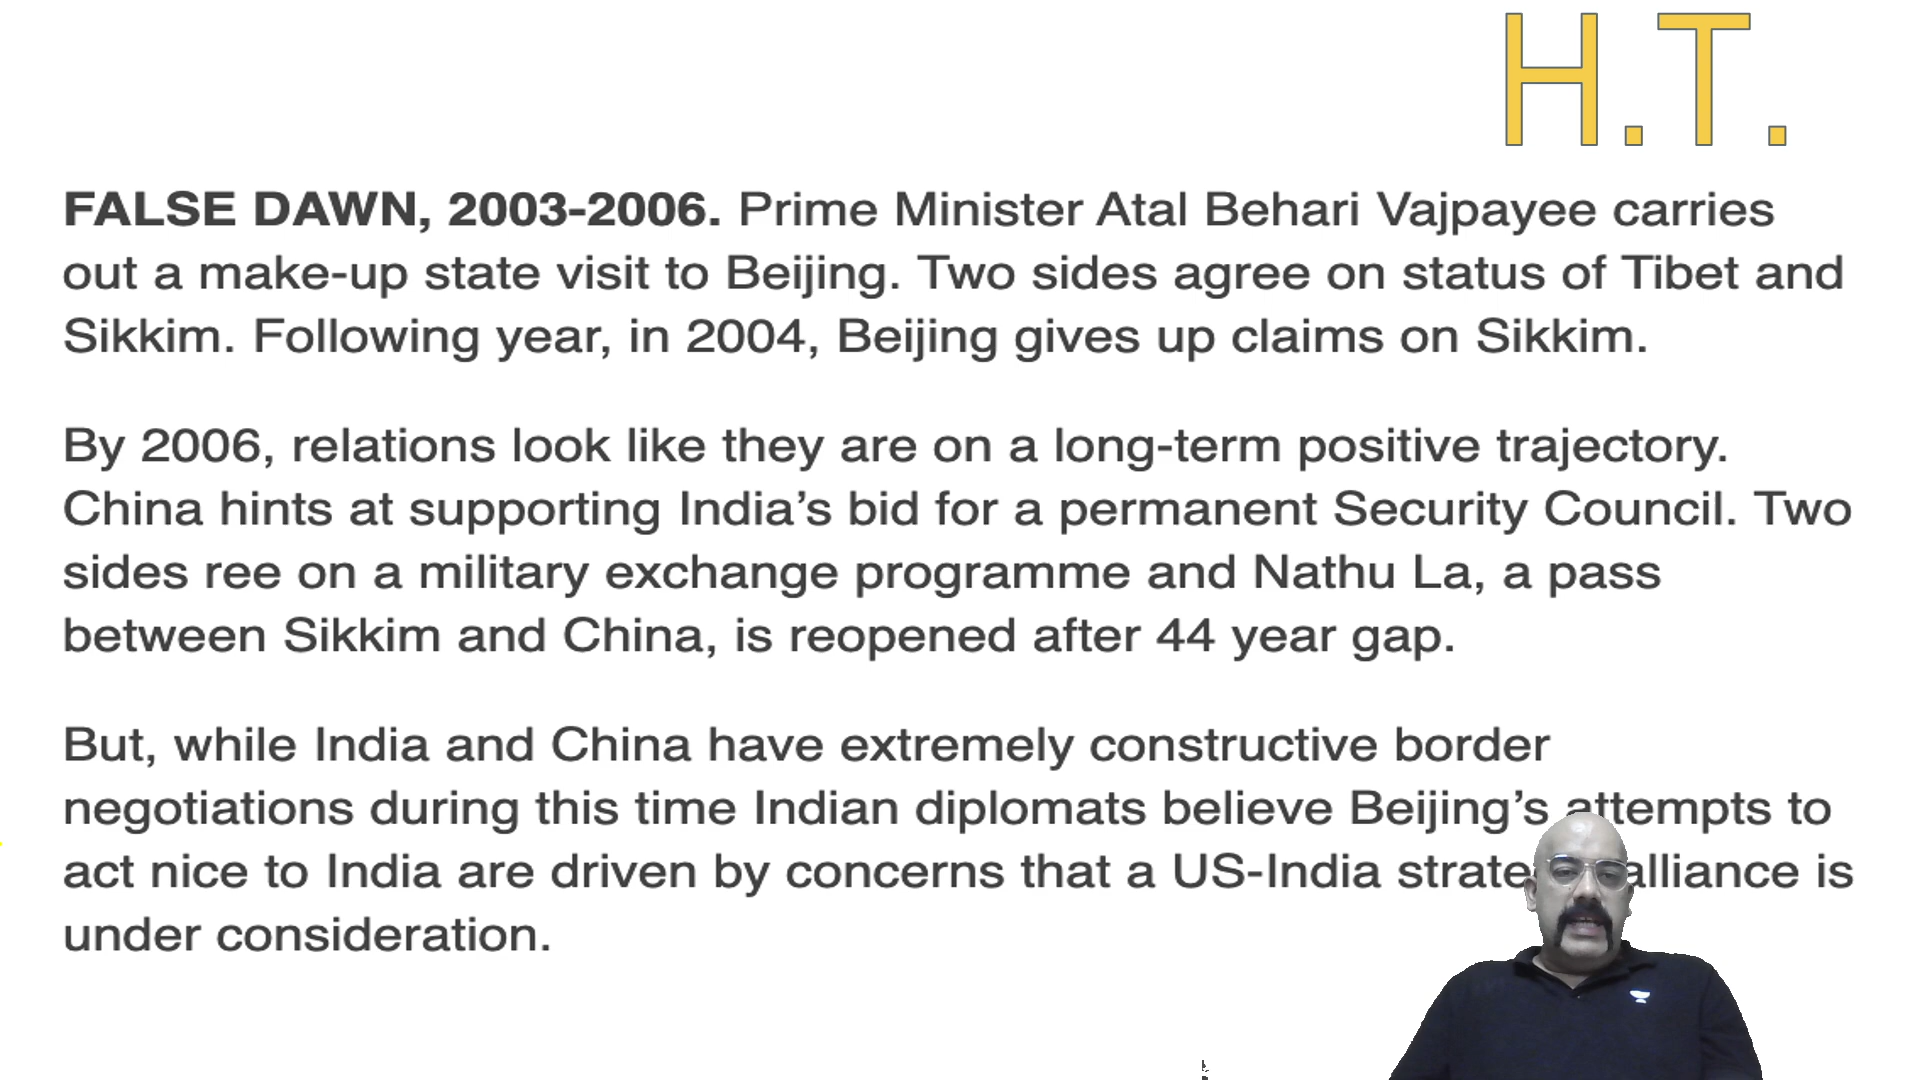 H.T.
FALSE DAWN, 2003-2006. Prime Minister Atal Behari Vajpayee carries
out a make-up state visit to Beijing. Two sides agree on status of Tibet and
Sikkim. Following year, in 2004, Beijing gives up claims on Sikkim.
By 2006, relations look like they are on a long-term positive trajectory.
China hints at supporting India’s bid for a permanent Security Council. Two
sides ree on a military exchange programme and Nathu La, a pass
between Sikkim and China, is reopened after 44 year gap.
But, while India and China have extremely constructive border
negotiations during this time Indian diplomats believe Beijing’s attempts to
act nice to India are driven by concerns that a US-India alliance is
under consideration.